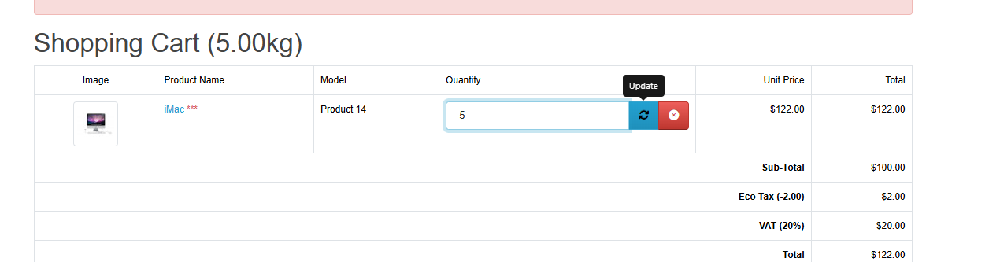 Shopping Cart (5.00kg)
Image Product Name Model Quantity Unit Price Total
Update
iMac *** Product 14 -5 $122.00 $122.00
Sub-Total $100.00
Eco Tax (-2.00) $2.00
VAT (20%) $20.00
Total $122.00